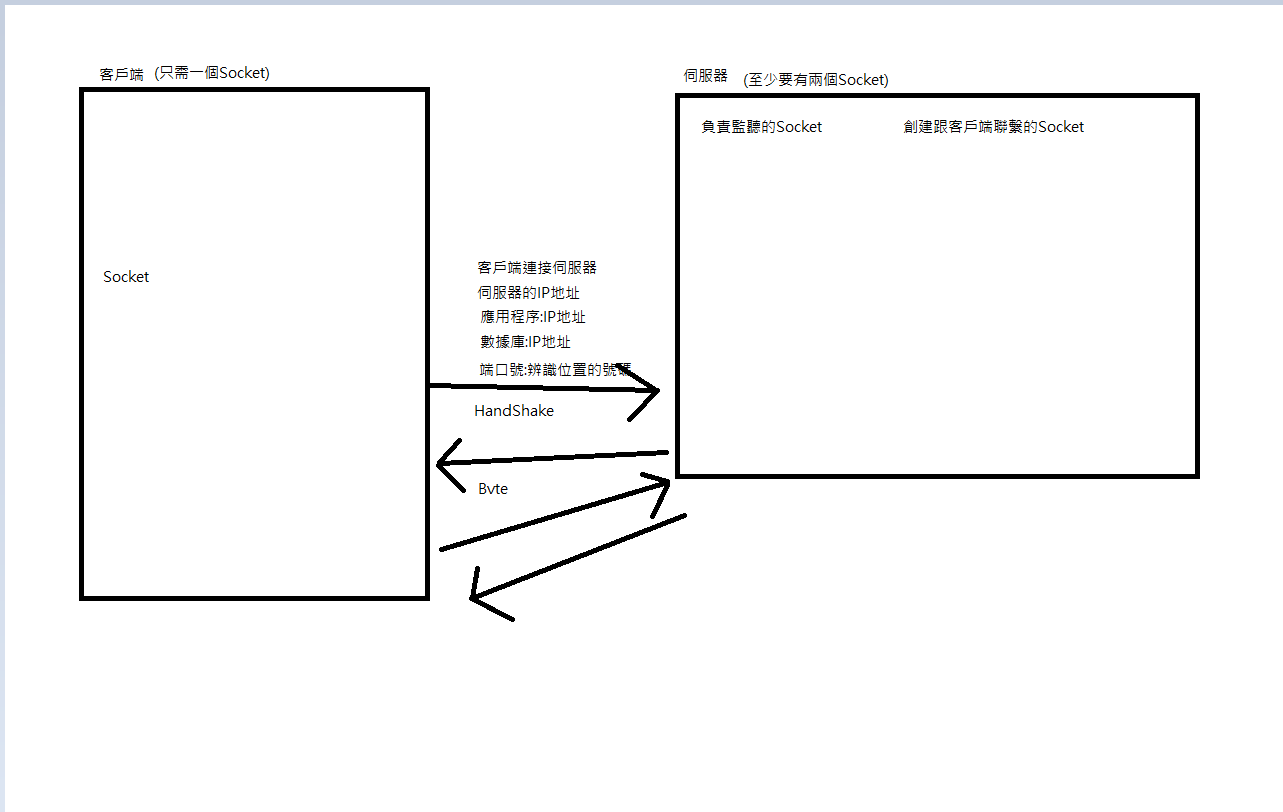 客戶端 (只需一個Socket)
伺服器 (至少要有兩個Socket)
負責監聽的Socket
創建跟客戶端聯繫的Socket
Socket
客戶端連接伺服器
伺服器的IP地址
應用程序:IP地址
數據庫:IP地址
端口號:辨識位置的號碼
HandShake
Byte